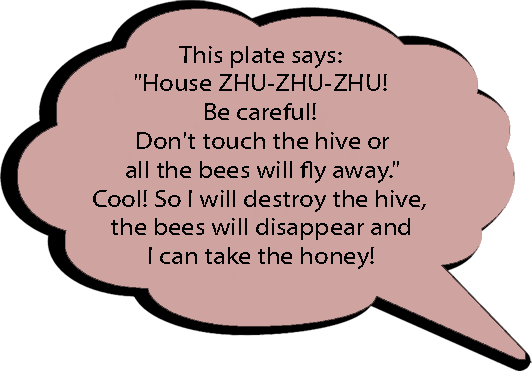 This plate says:
"House ZHU-ZHU-ZHU!
Be careful!
Don't touch the hive or
all the bees will fly away."
Cool! So I will destroy the hive,
the bees will disappear and
I can take the honey!